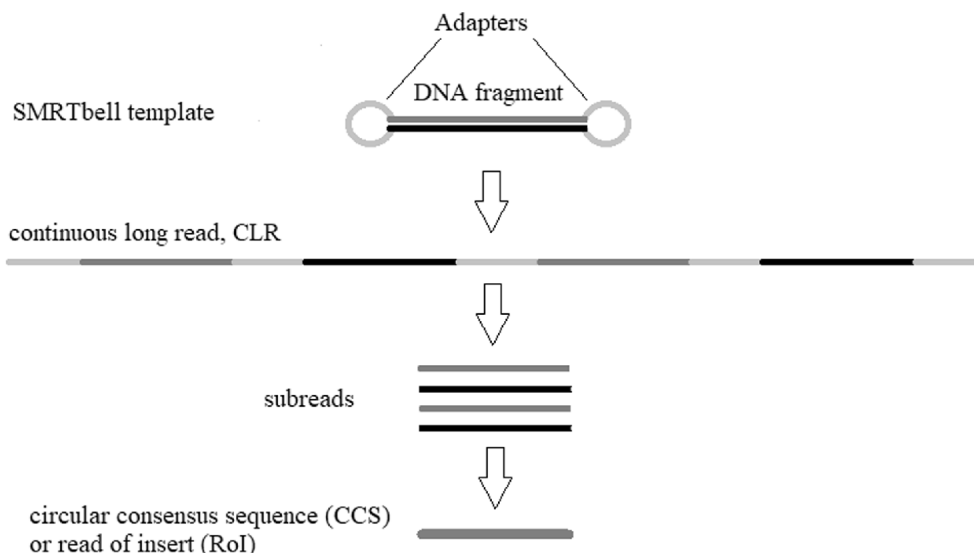 Adapters
DNA fragment
SMRTbell template
continuous long read, CLR
subreads
circular consensus sequence (CCS)
or read of insert (RoI)